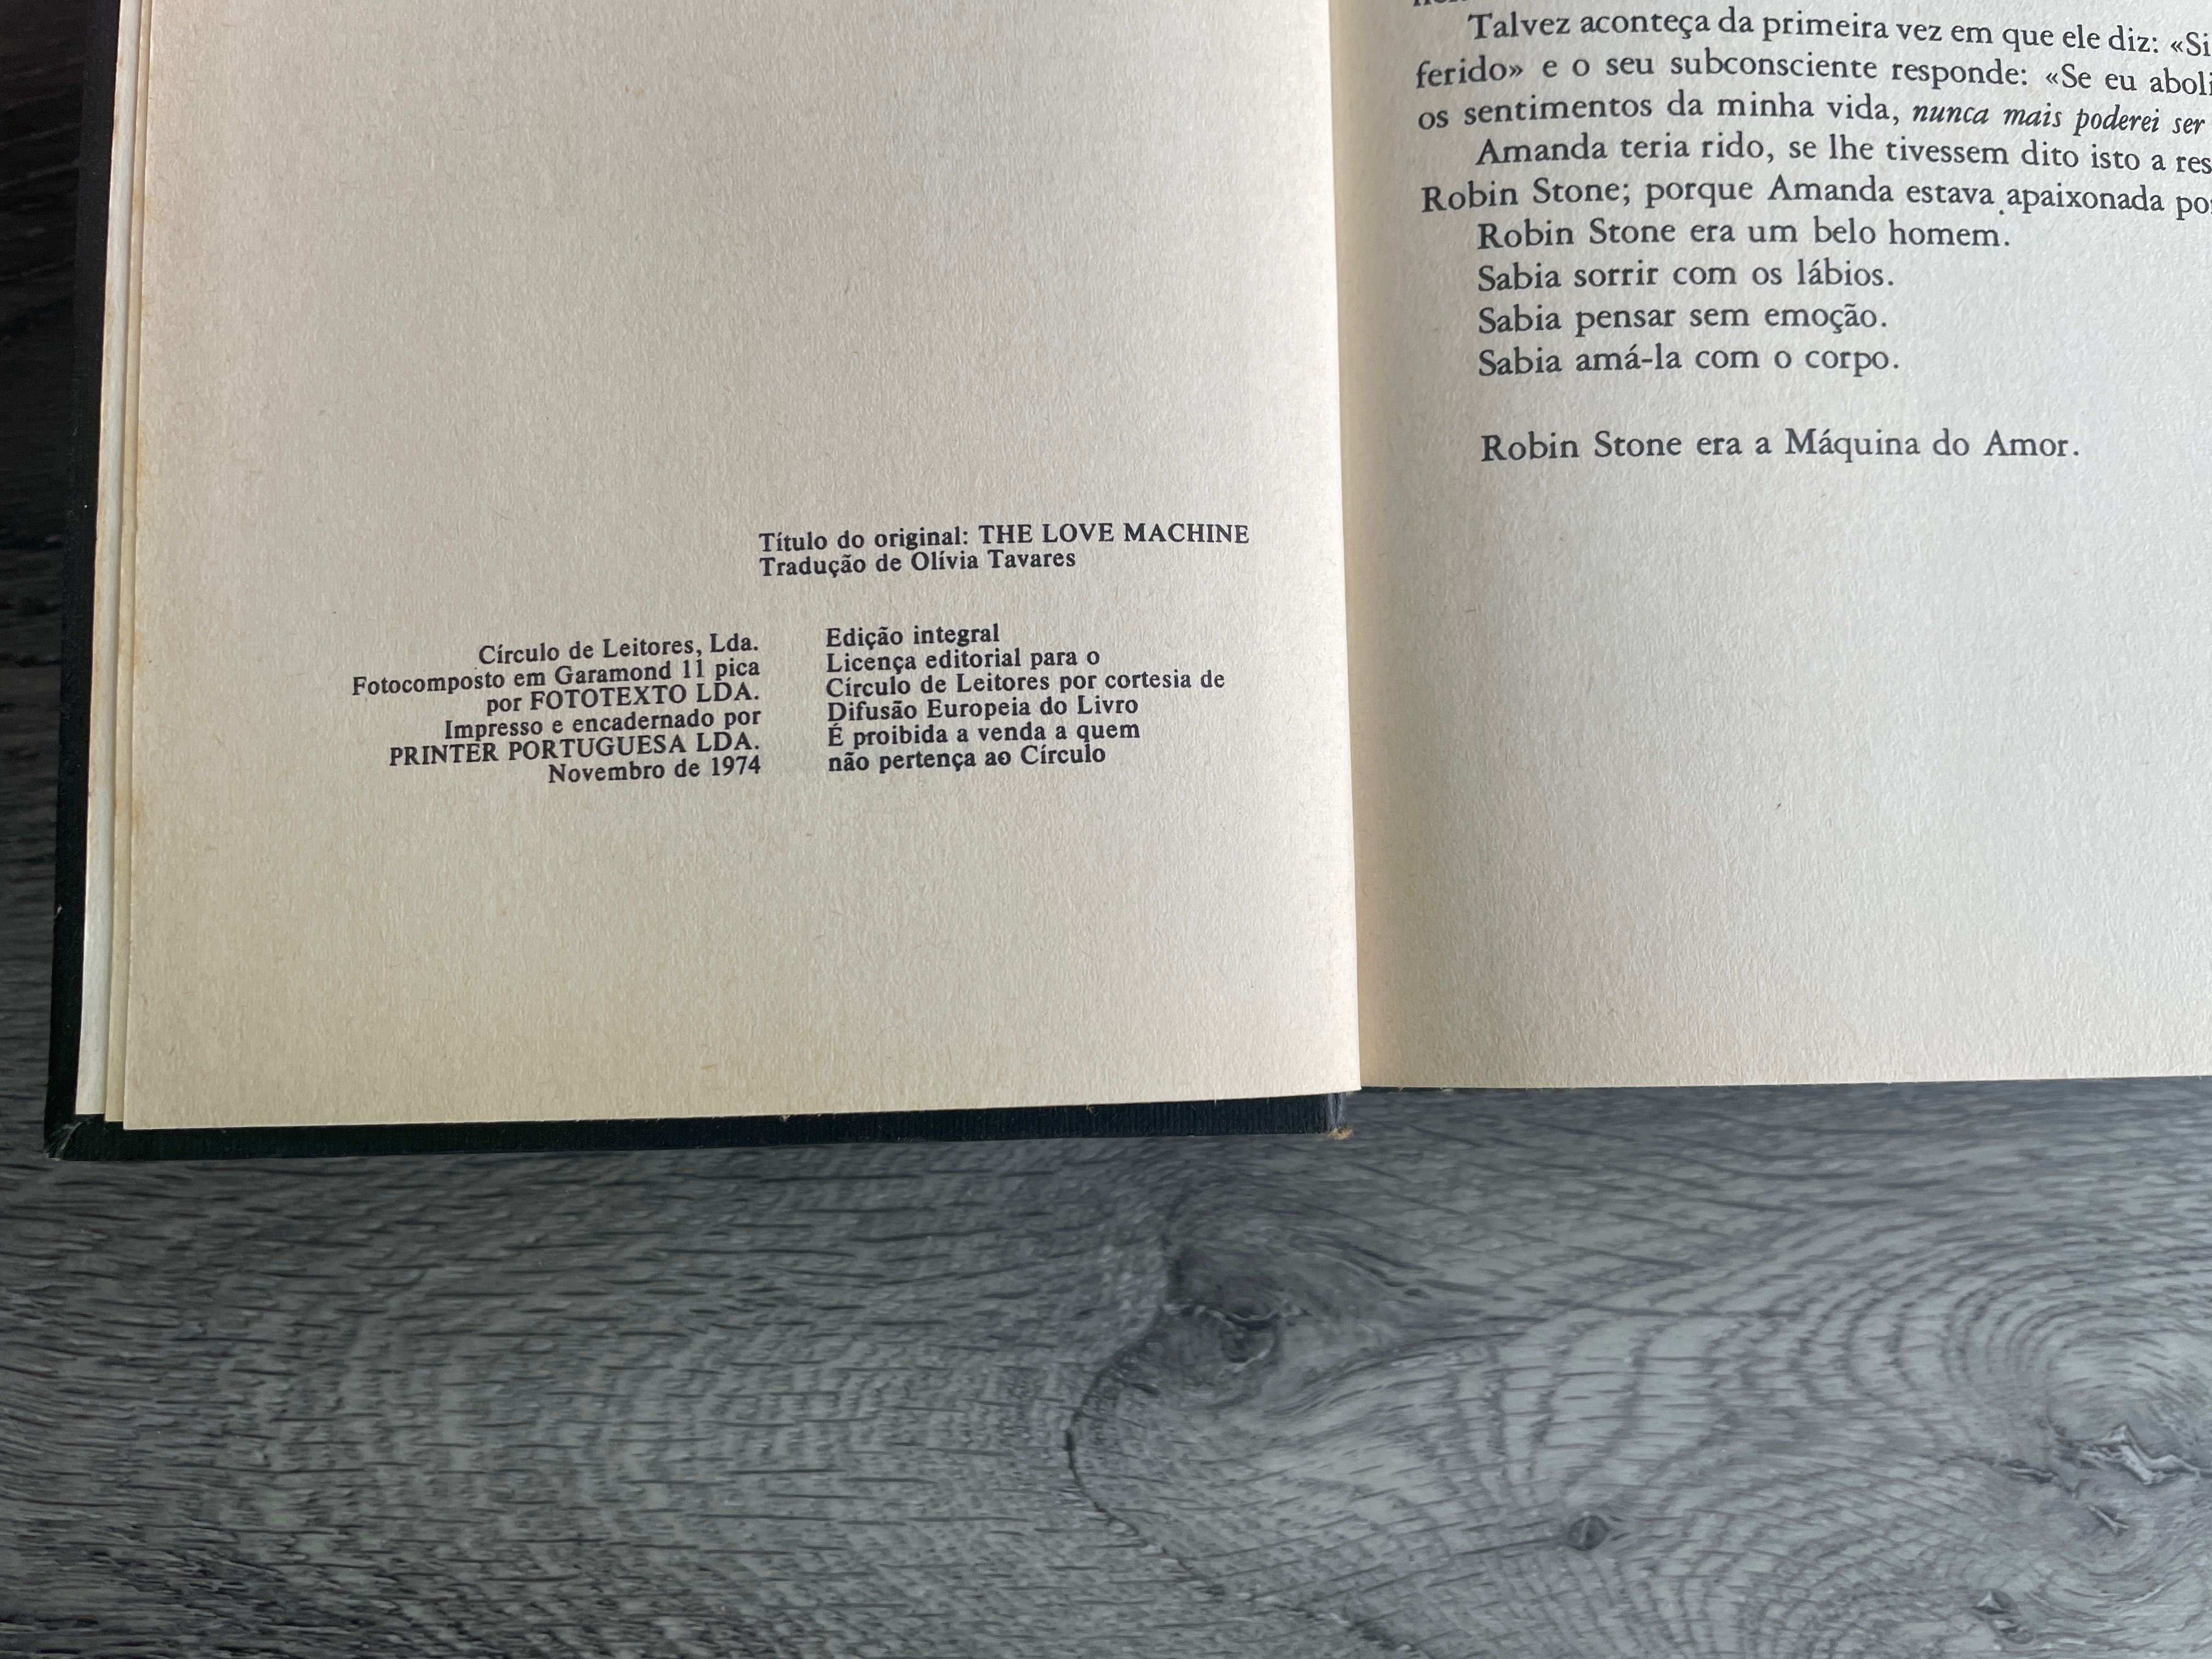 Título do original: THE LOVE MACHINE
Tradução de Olívia Tavares
Círculo de Leitores, Lda.
Fotocomposto em Garamond 11 pica
por FOTOTEXTO LDA.
Impresso e encadernado por
PRINTER PORTUGUESA LDA.
Novembro de 1974
Edição integral
Licença editorial para o
Círculo de Leitores por cortesia de
Difusão Europeia do Livro
É proibida a venda a quem
não pertença ao Círculo
Talvez aconteça da primeira vez em que ele diz: «Si
ferido» e o seu subconsciente responde: «Se eu aboli
os sentimentos da minha vida, nunca mais poderei ser
Amanda teria rido, se lhe tivessem dito isto a res
Robin Stone; porque Amanda estava apaixonada po
Robin Stone era um belo homem.
Sabia sorrir com os lábios.
Sabia pensar sem emoção.
Sabia amá-la com o corpo.
Robin Stone era a Máquina do Amor.